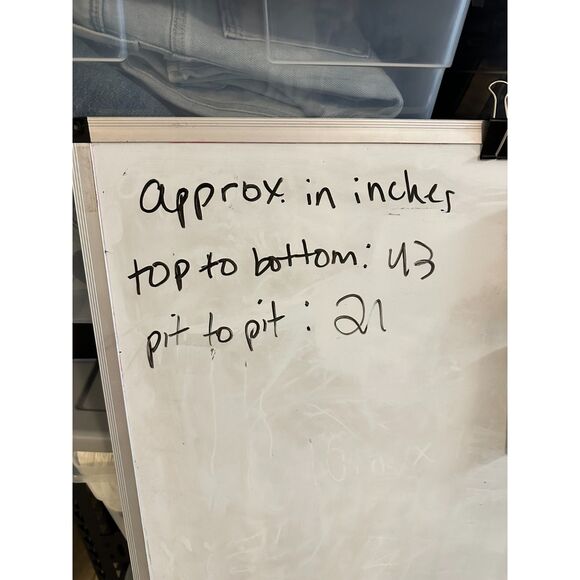 approx. in inches
top to bottom: 43
pit to pit: 21